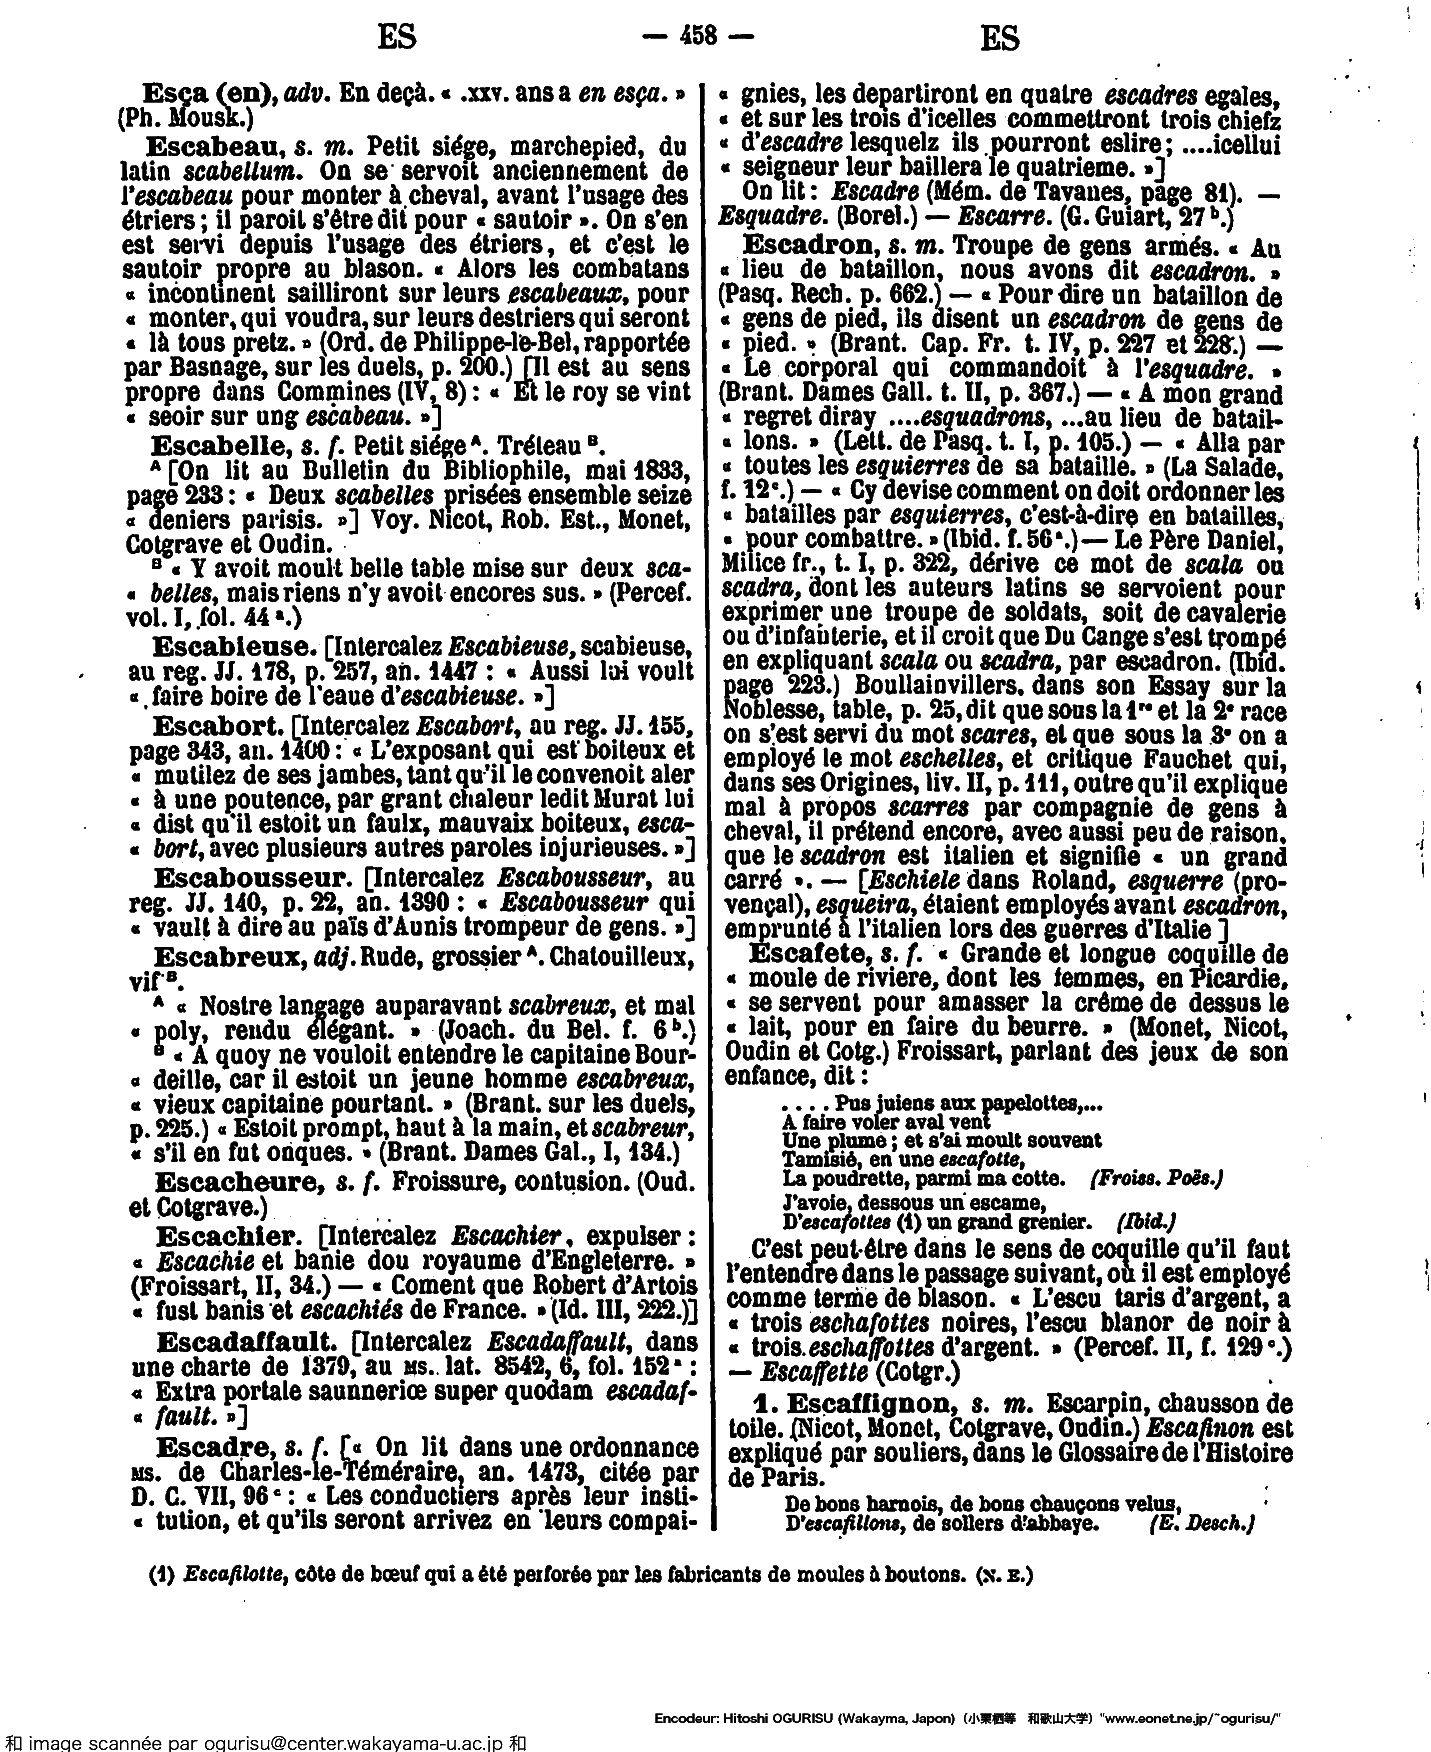 ES
— 458 —
ES
Esça (en), adv. En deçà. « .xxv. ans a en esça. »
(Ph. Mousk.)
Escabeau, s. m. Petit siége, marchepied, du
latin scabellum. On se servoit anciennement de
l'escabeau pour monter à cheval, avant l'usage des
étriers ; il paroit s'être dit pour « sautoir ». On s'en
est servi depuis l'usage des étriers, et c'est le
sautoir propre au blason. « Alors les combatans
« incontinent sailliront sur leurs escabeaux, pour
« monter, qui voudra, sur leurs destriers qui seront
« là tous pretz. » (Ord. de Philippe-le-Bel, rapportée
par Basnage, sur les duels, p. 200.) [Il est au sens
propre dans Commines (IV, 8) : « Et le roy se vint
« seoir sur ung escabeau. »]
Escabelle, s. f. Petit siége A. Tréteau B.
A [On lit au Bulletin du Bibliophile, mai 1833,
page 233 : « Deux scabelles prisées ensemble seize
« deniers parisis. »] Voy. Nicot, Rob. Est., Monet,
Cotgrave et Oudin.
B « Y avoit moult belle table mise sur deux sca-
« belles, mais riens n'y avoit encores sus. » (Percef.
vol. I, fol. 44 a.)
Escabieuse. [Intercalez Escabieuse, scabieuse,
au reg. JJ. 178, p. 257, an. 1447 : « Aussi lui voult
« faire boire de l'eaue d'escabieuse. »]
Escabort. [Intercalez Escabort, au reg. JJ. 155,
page 343, an. 1400 : « L'exposant qui est boiteux et
« mutilez de ses jambes, tant qu'il le convenoit aler
« à une poutence, par grant chaleur ledit Murat lui
« dist qu'il estoit un faulx, mauvaix boiteux, esca-
« bort, avec plusieurs autres paroles injurieuses. »]
Escabousseur. [Intercalez Escabousseur, au
reg. JJ. 140, p. 22, an. 1390 : « Escabousseur qui
« vault à dire au païs d'Aunis trompeur de gens. »]
Escabreux, adj. Rude, grossier A. Chatouilleux,
vif B.
A « Nostre langage auparavant scabreux, et mal
« poly, rendu élégant. » (Joach. du Bel. f. 6 b.)
B « A quoy ne vouloit entendre le capitaine Bour-
« deille, car il estoit un jeune homme escabreux,
« vieux capitaine pourtant. » (Brant. sur les duels,
p. 225.) « Estoit prompt, haut à la main, et scabreur,
« s'il en fut onques. » (Brant. Dames Gal., I, 134.)
Escacheure, s. f. Froissure, contusion. (Oud.
et Cotgrave.)
Escachier. [Intercalez Escachier, expulser :
« Escachie et banie dou royaume d'Engleterre. »
(Froissart, II, 34.) — « Coment que Robert d'Artois
« fust banis et escachiés de France. » (Id. III, 222.)]
Escadaffault. [Intercalez Escadaffault, dans
une charte de 1379, au MS. lat. 8542, 6, fol. 152 a :
« Extra portale saunneriœ super quodam escadaf-
« fault. »]
Escadre, s. f. [« On lit dans une ordonnance
MS. de Charles-le-Téméraire, an. 1473, citée par
D. C. VII, 96 c : « Les conductiers après leur insti-
« tution, et qu'ils seront arrivez en leurs compai-
« gnies, les departiront en quatre escadres egales,
« et sur les trois d'icelles commettront trois chiefz
« d'escadre lesquelz ils pourront eslire ; ....icellui
« seigneur leur baillera le quatrieme. »]
On lit : Escadre (Mém. de Tavanes, page 81). —
Esquadre. (Borel.) — Escarre. (G. Guiart, 27 b.)
Escadron, s. m. Troupe de gens armés. « Au
« lieu de bataillon, nous avons dit escadron. »
(Pasq. Rech. p. 662.) — « Pour dire un bataillon de
« gens de pied, ils disent un escadron de gens de
« pied. » (Brant. Cap. Fr. t. IV, p. 227 et 228.) —
« Le corporal qui commandoit à l'esquadre. »
(Brant. Dames Gall. t. II, p. 367.) — « A mon grand
« regret diray ....esquadrons, ...au lieu de batail-
« lons. » (Lett. de Pasq. t. I, p. 105.) — « Alla par
« toutes les esquierres de sa bataille. » (La Salade,
f. 12 c.) — « Cy devise comment on doit ordonner les
« batailles par esquierres, c'est-à-dire en batailles,
« pour combattre. » (Ibid. f. 56 a.) — Le Père Daniel,
Milice fr., t. I, p. 322, dérive ce mot de scala ou
scadra, dont les auteurs latins se servoient pour
exprimer une troupe de soldats, soit de cavalerie
ou d'infanterie, et il croit que Du Cange s'est trompé
en expliquant scala ou scadra, par escadron. (Ibid.
page 223.) Boullainvillers, dans son Essay sur la
Noblesse, table, p. 25, dit que sous la 1re et la 2e race
on s'est servi du mot scares, et que sous la 3e on a
employé le mot eschelles, et critique Fauchet qui,
dans ses Origines, liv. II, p. 111, outre qu'il explique
mal à propos scarres par compagnie de gens à
cheval, il prétend encore, avec aussi peu de raison,
que le scadron est italien et signifie « un grand
carré ». — [Eschiele dans Roland, esquerre (pro-
vençal), esqueira, étaient employés avant escadron,
emprunté à l'italien lors des guerres d'Italie ]
Escafete, s. f. « Grande et longue coquille de
« moule de riviere, dont les femmes, en Picardie,
« se servent pour amasser la crême de dessus le
« lait, pour en faire du beurre. » (Monet, Nicot,
Oudin et Cotg.) Froissart, parlant des jeux de son
enfance, dit :
. . . . Pus juiens aux papelottes,...
A faire voler aval vent
Une plume ; et s'ai moult souvent
Tamisié, en une escafotte,
La poudrette, parmi ma cotte. (Froiss. Poës.)
J'avoie, dessous un escame,
D'escafottes (1) un grand grenier. (Ibid.)
C'est peut-être dans le sens de coquille qu'il faut
l'entendre dans le passage suivant, où il est employé
comme terme de blason. « L'escu taris d'argent, a
« trois eschafottes noires, l'escu blanor de noir à
« trois eschaffottes d'argent. » (Percef. II, f. 129 c.)
— Escaffette (Cotgr.)
1. Escaffignon, s. m. Escarpin, chausson de
toile. (Nicot, Monet, Cotgrave, Oudin.) Escafinon est
expliqué par souliers, dans le Glossaire de l'Histoire
de Paris.
De bons harnois, de bons chauçons velus,
D'escafillons, de sollers d'abbaye. (E. Desch.)
(1) Escafilotte, côte de bœuf qui a été perforée par les fabricants de moules à boutons. (N. E.)
Encodeur: Hitoshi OGURISU (Wakayma, Japon) (小栗栖等 和歌山大学) "www.eonet.ne.jp/~ogurisu/"
和 image scannée par ogurisu@center.wakayama-u.ac.jp 和